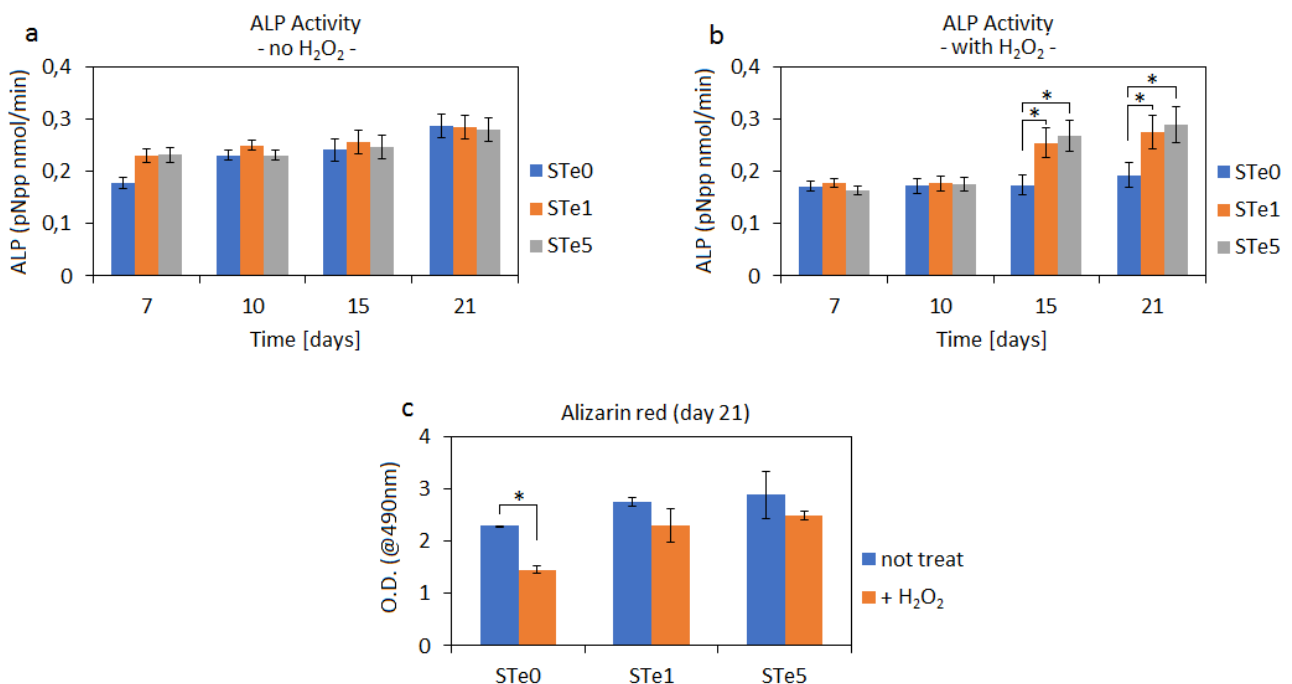 a
ALP Activity
- no H₂O₂ -
ALP (pNpp nmol/min)
0,4
0,3
0,2
0,1
0
7 10 15 21
Time [days]
STe0
STe1
STe5
b
ALP Activity
- with H₂O₂ -
ALP (pNpp nmol/min)
0,4
0,3
0,2
0,1
0
* * * *
7 10 15 21
Time [days]
STe0
STe1
STe5
c
Alizarin red (day 21)
O.D. (@490nm)
4
3
2
1
0
*
STe0 STe1 STe5
not treat
+ H₂O₂